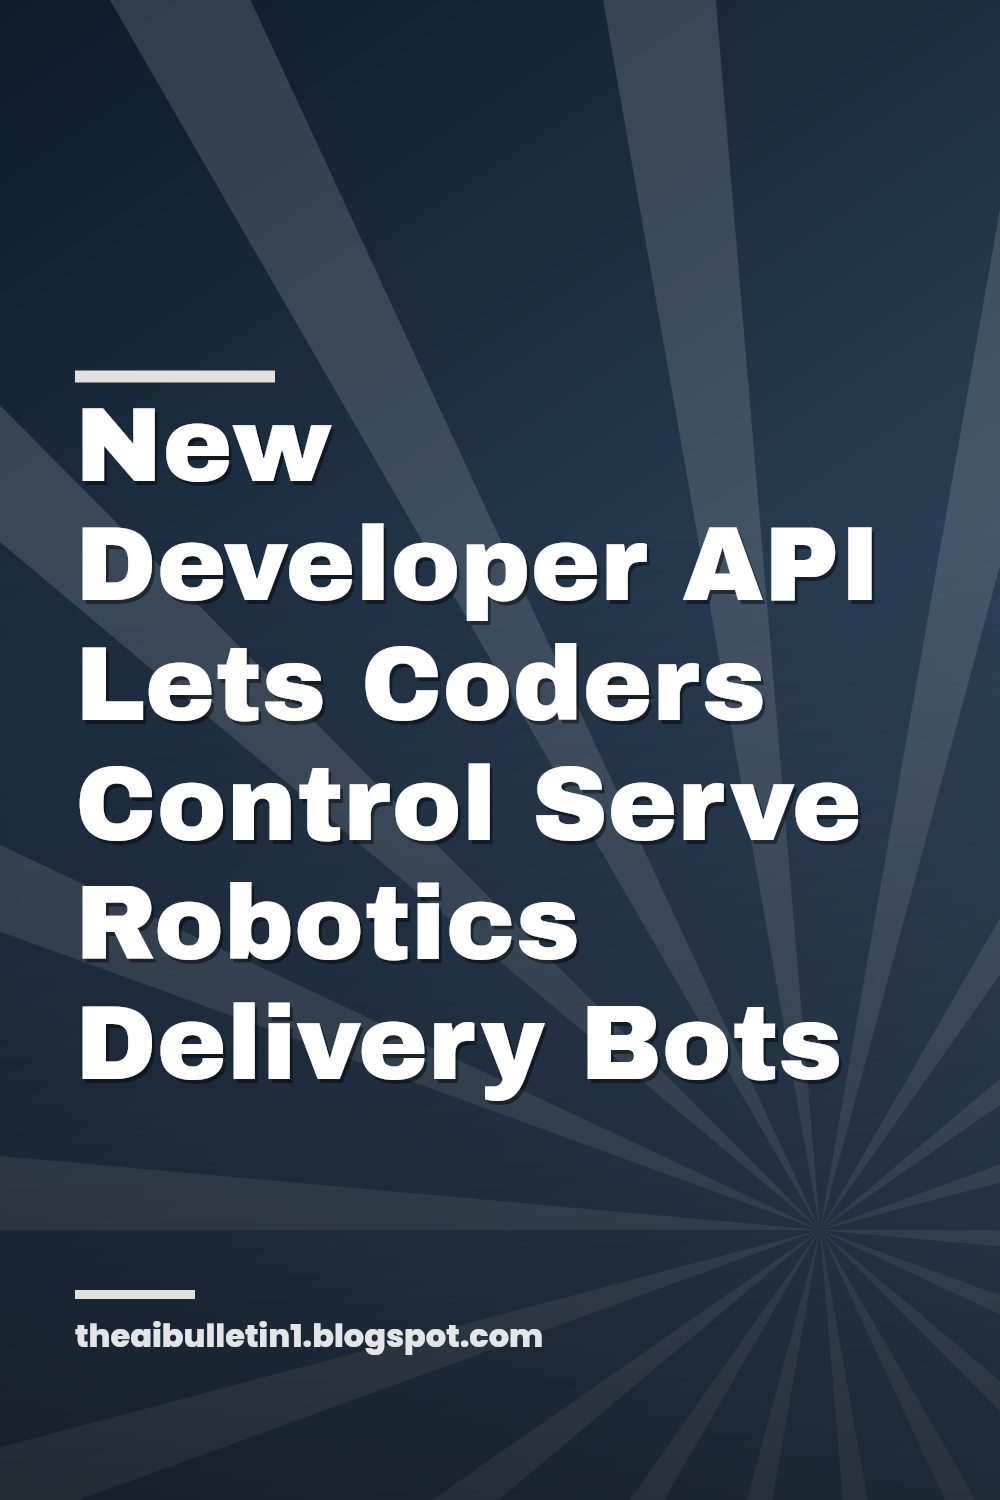 New
Developer API
Lets Coders
Control Serve
Robotics
Delivery Bots
theaibulletin1.blogspot.com